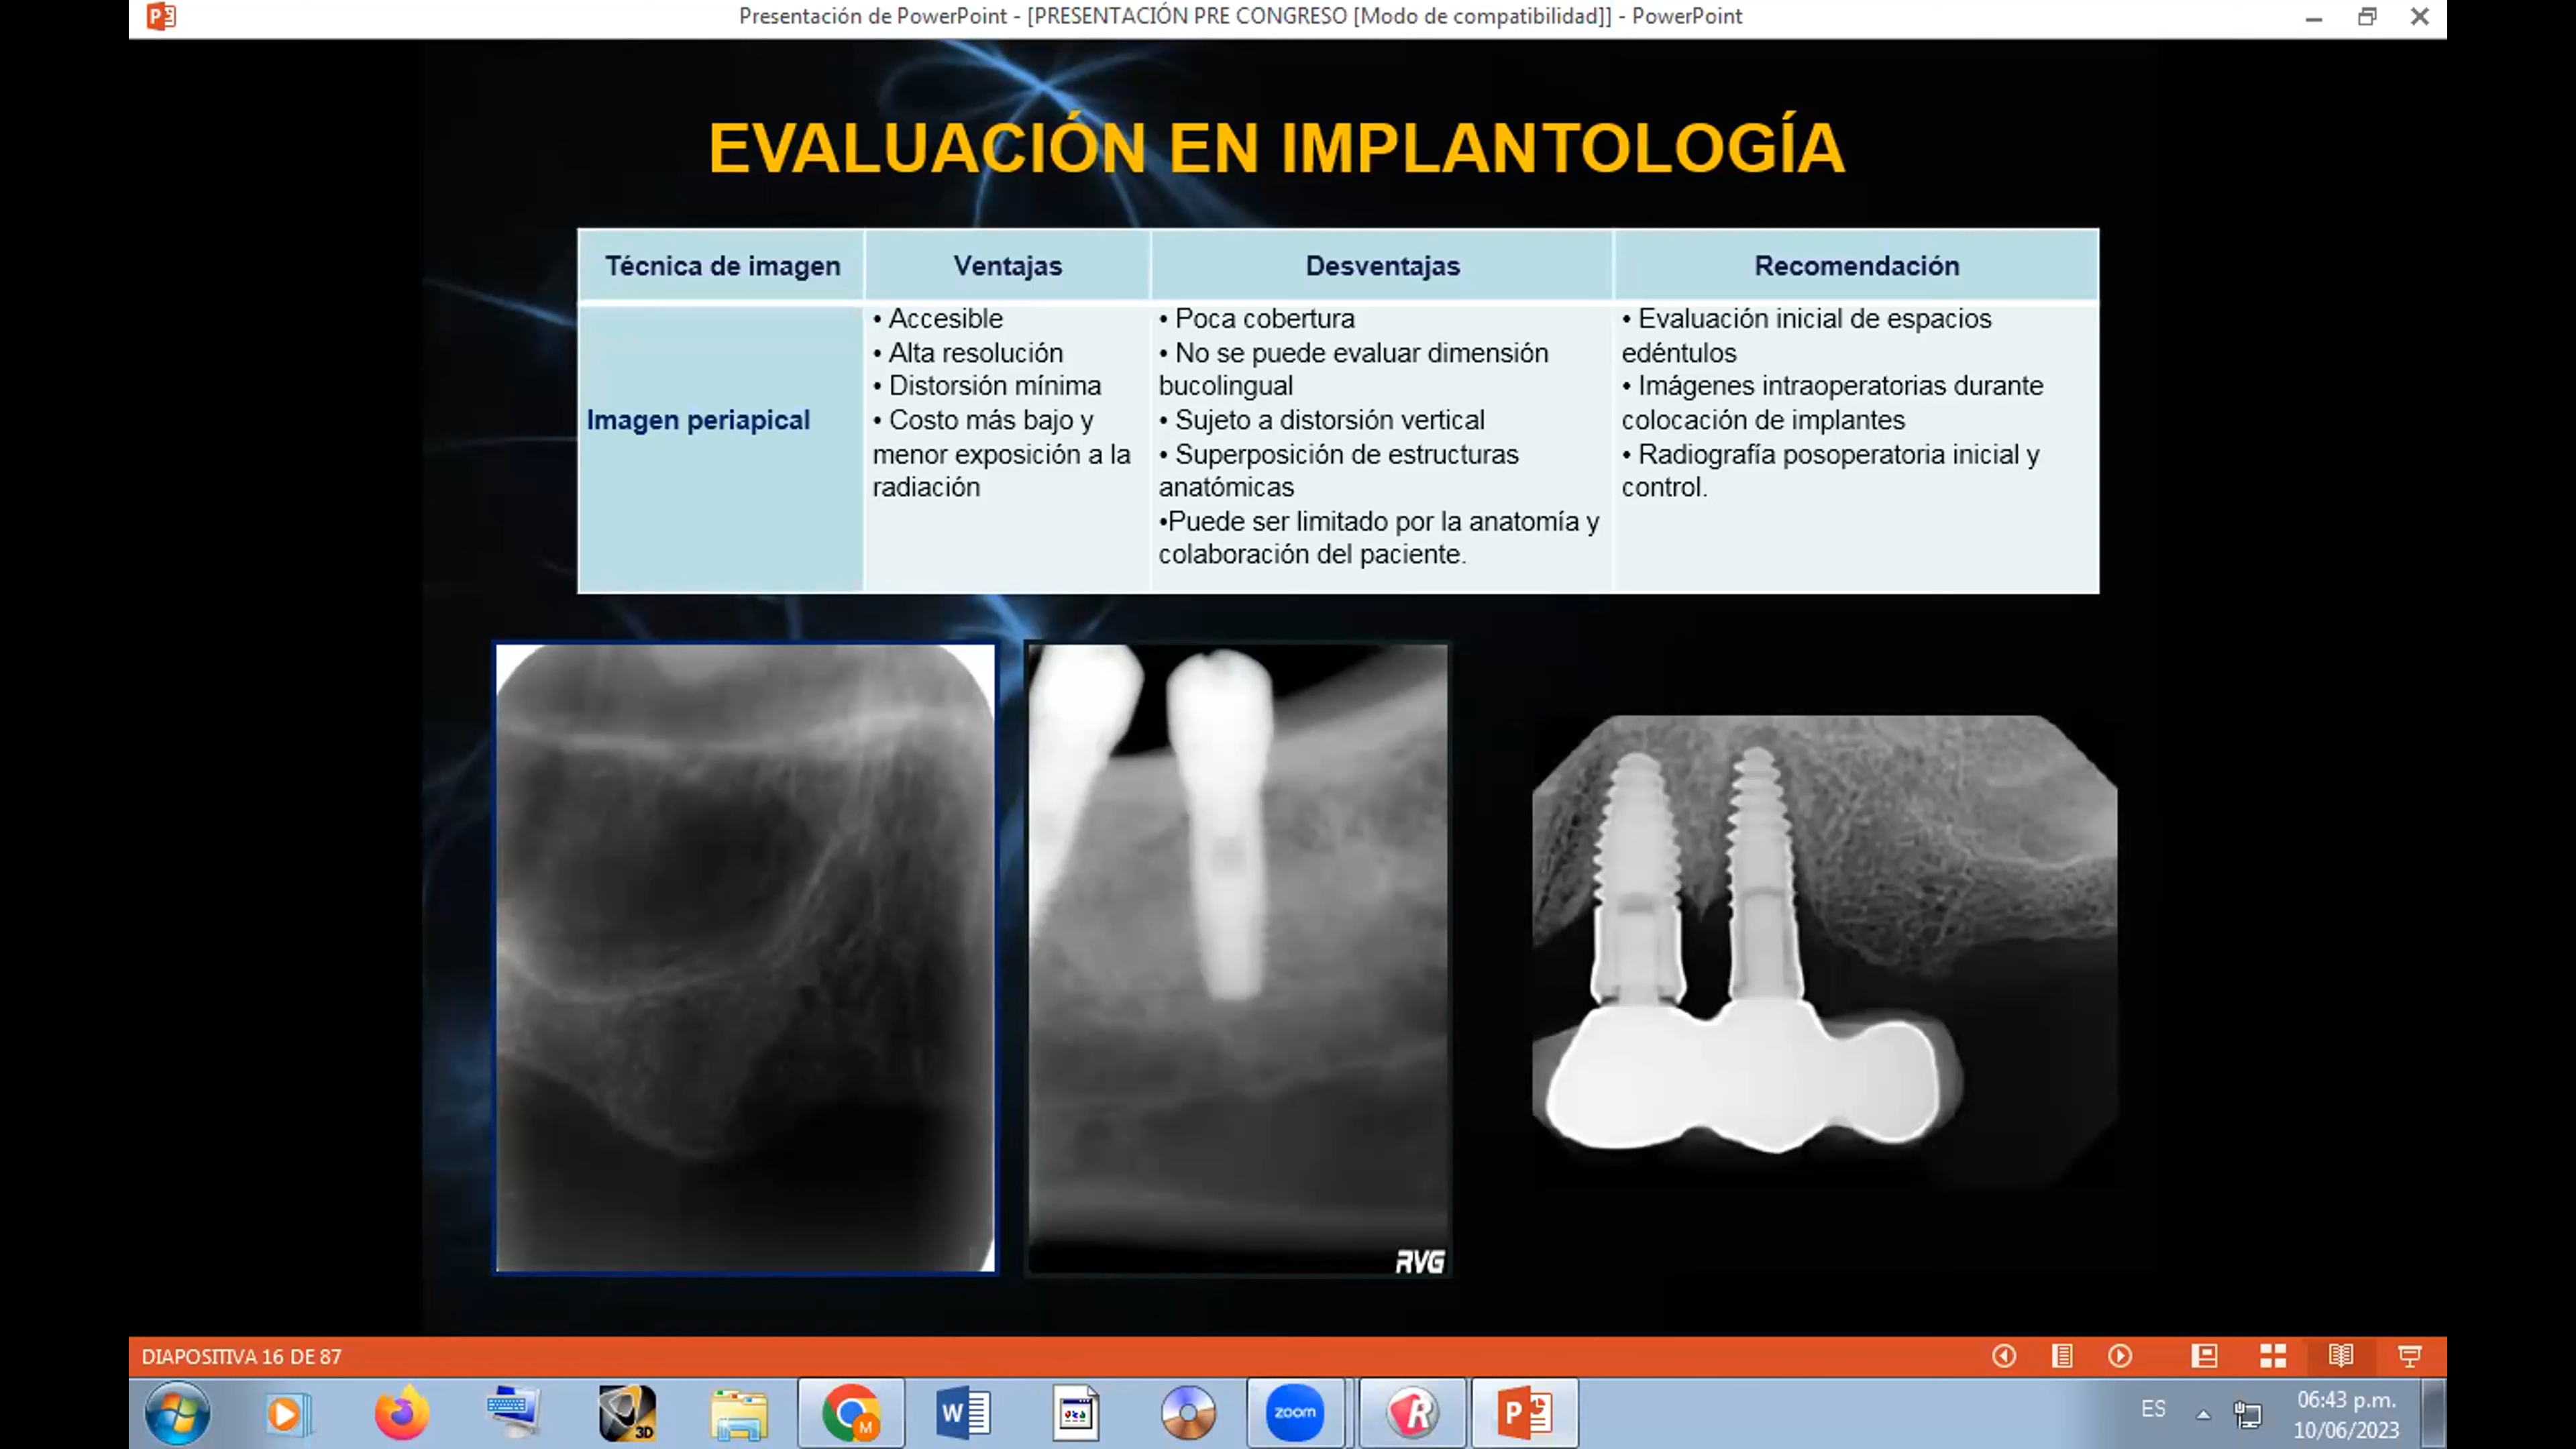 Presentación de PowerPoint - [PRESENTACIÓN PRE CONGRESO [Modo de compatibilidad]] - PowerPoint
EVALUACIÓN EN IMPLANTOLOGÍA
Técnica de imagen
Ventajas
Desventajas
Recomendación
Imagen periapical
• Accesible
• Alta resolución
• Distorsión mínima
• Costo más bajo y
menor exposición a la
radiación
• Poca cobertura
• No se puede evaluar dimensión
bucolingual
• Sujeto a distorsión vertical
• Superposición de estructuras
anatómicas
•Puede ser limitado por la anatomía y
colaboración del paciente.
• Evaluación inicial de espacios
edéntulos
• Imágenes intraoperatorias durante
colocación de implantes
• Radiografía posoperatoria inicial y
control.
RVG
DIAPOSITIVA 16 DE 87
3D
M
W
zoom
R
P
ES
06:43 p.m.
10/06/2023